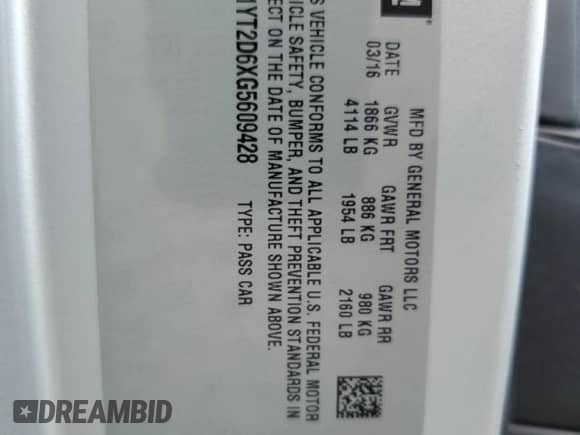 GM
MFD BY GENERAL MOTORS LLC
DATE GVWR GAWR FRT GAWR RR
03/16 1866 KG 886 KG 980 KG
4114 LB 1954 LB 2160 LB
S VEHICLE CONFORMS TO ALL APPLICABLE U.S. FEDERAL MOTOR
HICLE SAFETY, BUMPER, AND THEFT PREVENTION STANDARDS IN
ECT ON THE DATE OF MANUFACTURE SHOWN ABOVE.
1YT2D6XG5609428 TYPE: PASS CAR
DREAMBID